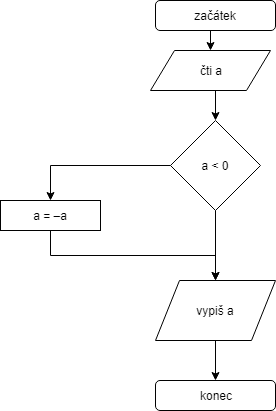 začátek
čti a
a < 0
a = –a
vypiš a
konec